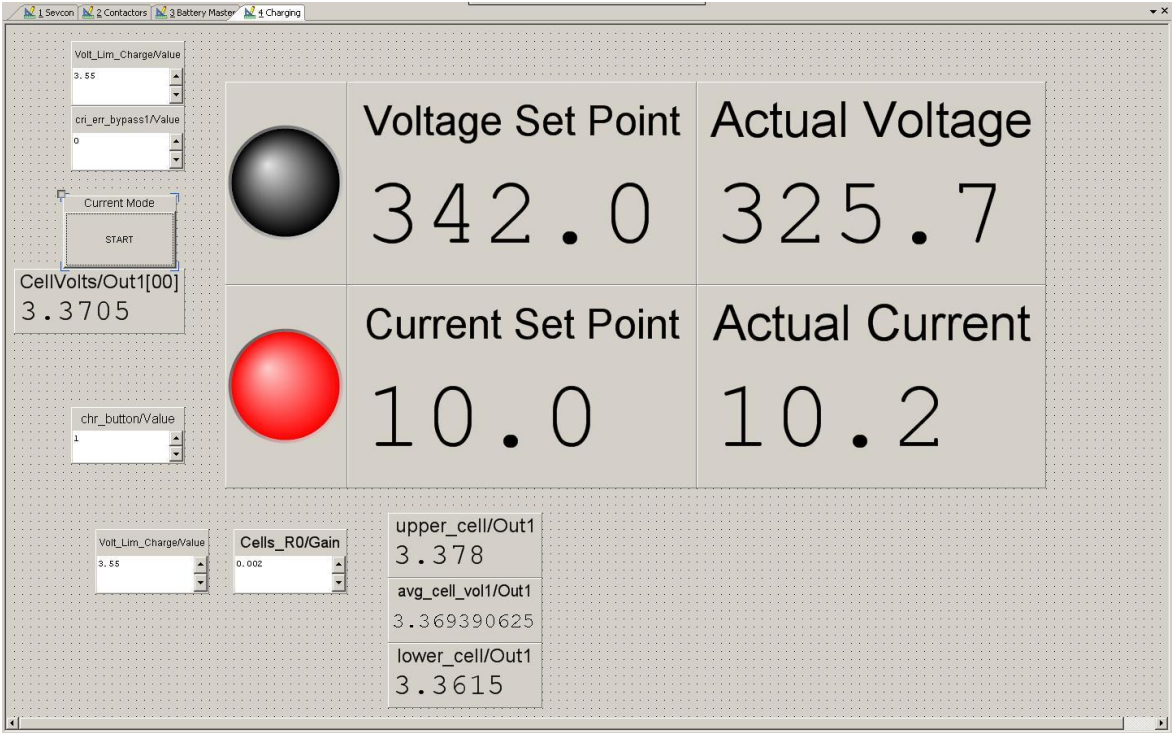 1 Sevcon 2 Contactors 3 Battery Master 4 Charging
Volt_Lim_Charge/Value
3.55
cri_err_bypass1/Value
0
Current Mode
START
CellVolts/Out1[00]
3.3705
chr_button/Value
1
Voltage Set Point
342.0
Actual Voltage
325.7
Current Set Point
10.0
Actual Current
10.2
Volt_Lim_Charge/Value
3.55
Cells_R0/Gain
0.002
upper_cell/Out1
3.378
avg_cell_vol1/Out1
3.369390625
lower_cell/Out1
3.3615